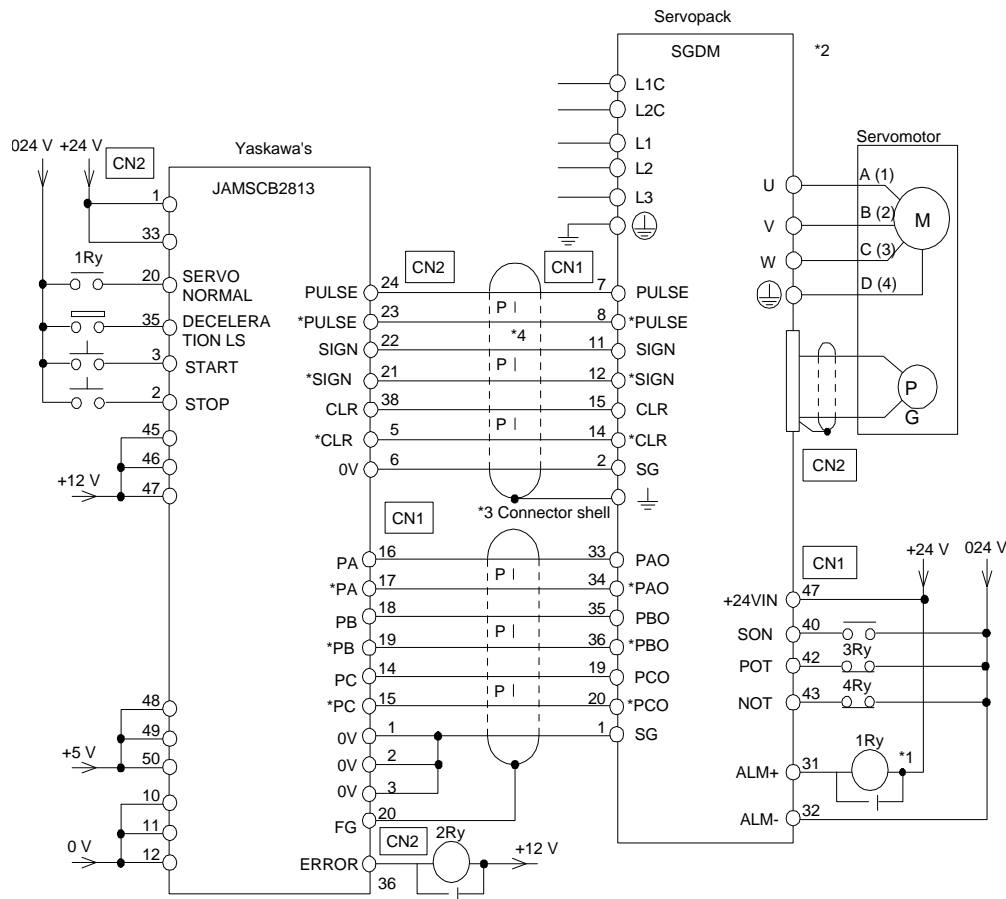 Servopack
SGDM
*2
L1C
L2C
L1
L2
L3
Servomotor
U
A (1)
V
B (2)
W
C (3)
D (4)
M
P
G
CN2
024 V
+24 V
CN2
Yaskawa's
JAMSCB2813
1
33
1Ry
20
SERVO
NORMAL
35
DECELERA
TION LS
3
START
2
STOP
45
46
47
+12 V
48
49
50
+5 V
10
11
12
0 V
CN2
CN1
PULSE
24
P
7
PULSE
*PULSE
23
8
*PULSE
*4
SIGN
22
P
11
SIGN
*SIGN
21
12
*SIGN
CLR
38
P
15
CLR
*CLR
5
14
*CLR
0V
6
2
SG
*3 Connector shell
CN1
PA
16
P
33
PAO
*PA
17
34
*PAO
PB
18
P
35
PBO
*PB
19
36
*PBO
PC
14
P
19
PCO
*PC
15
20
*PCO
0V
1
1
SG
0V
2
0V
3
FG
20
CN2
2Ry
+12 V
ERROR
36
CN1
+24 V
024 V
+24VIN
47
SON
40
3Ry
POT
42
4Ry
NOT
43
1Ry
*1
ALM+
31
ALM-
32